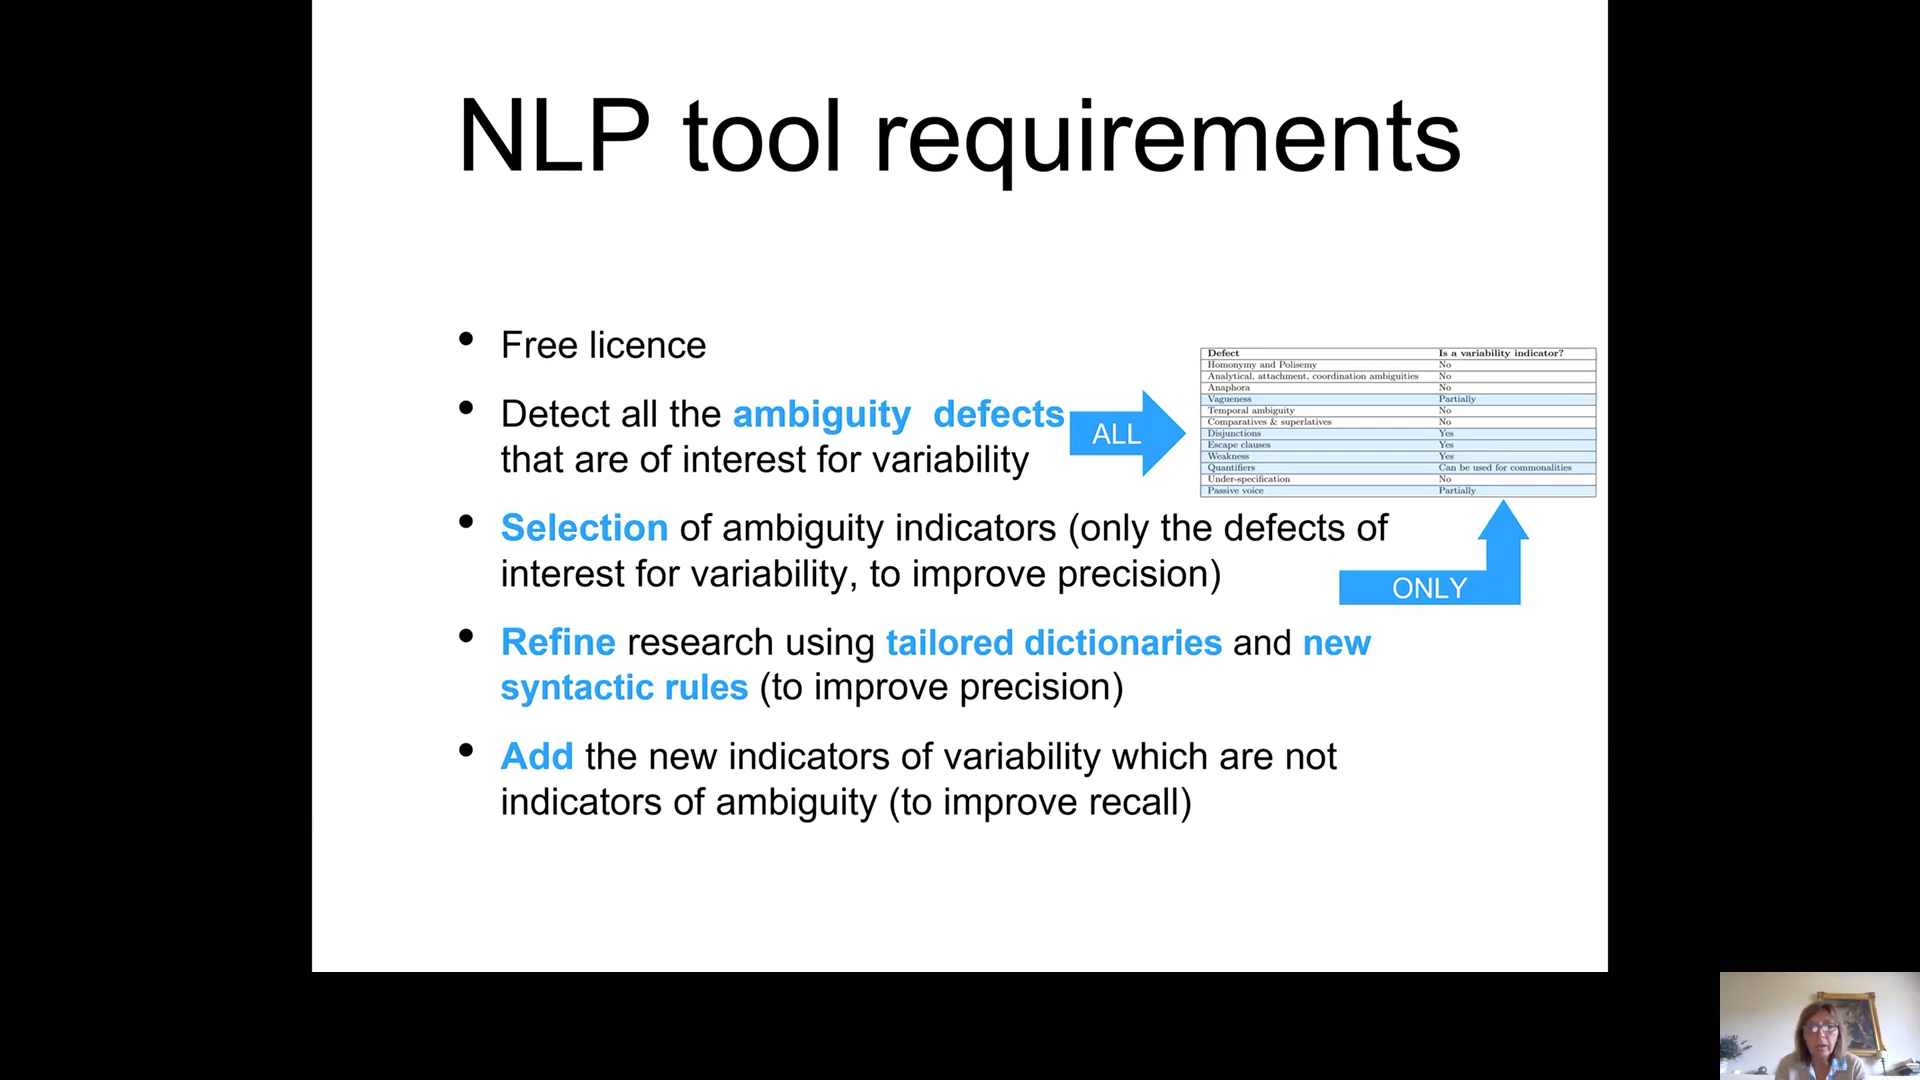 NLP tool requirements
• Free licence
• Detect all the ambiguity defects
that are of interest for variability
ALL
Defect Is a variability indicator?
Homonymy and Polisemy No
Analytical, attachment, coordination ambiguities No
Anaphora No
Vagueness Partially
Temporal ambiguity No
Comparatives & superlatives No
Disjunctions Yes
Escape clauses Yes
Weakness Yes
Quantifiers Can be used for commonalities
Under-specification No
Passive voice Partially
• Selection of ambiguity indicators (only the defects of
interest for variability, to improve precision)
ONLY
• Refine research using tailored dictionaries and new
syntactic rules (to improve precision)
• Add the new indicators of variability which are not
indicators of ambiguity (to improve recall)